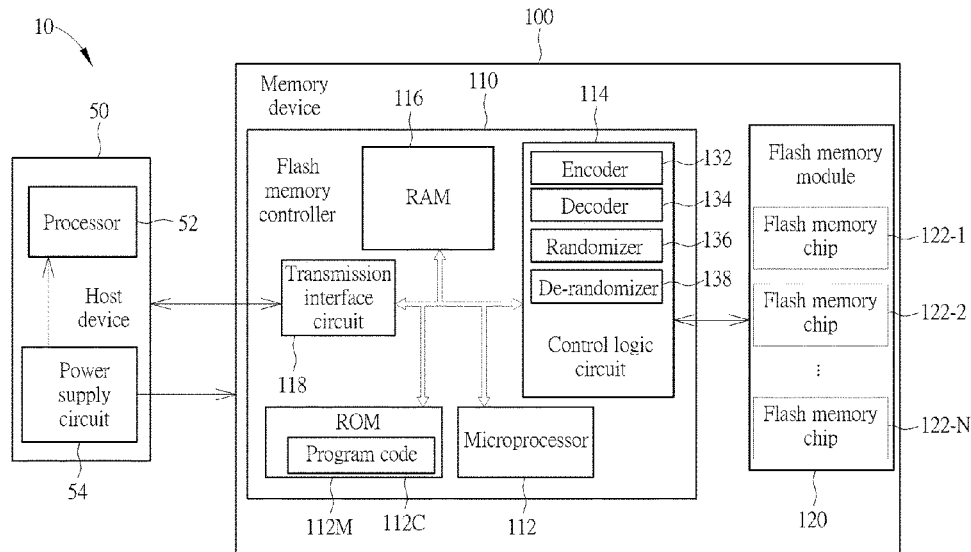 10
100
Memory
device
110
116
114
50
Flash
memory
controller
RAM
Encoder
132
Decoder
134
Randomizer
136
De-randomizer
138
Control logic
circuit
Flash memory
module
Flash memory
chip
122-1
Flash memory
chip
122-2
⋮
Flash memory
chip
122-N
120
Processor
52
Host
device
Power
supply
circuit
54
Transmission
interface
circuit
118
ROM
Program code
112M
112C
Microprocessor
112